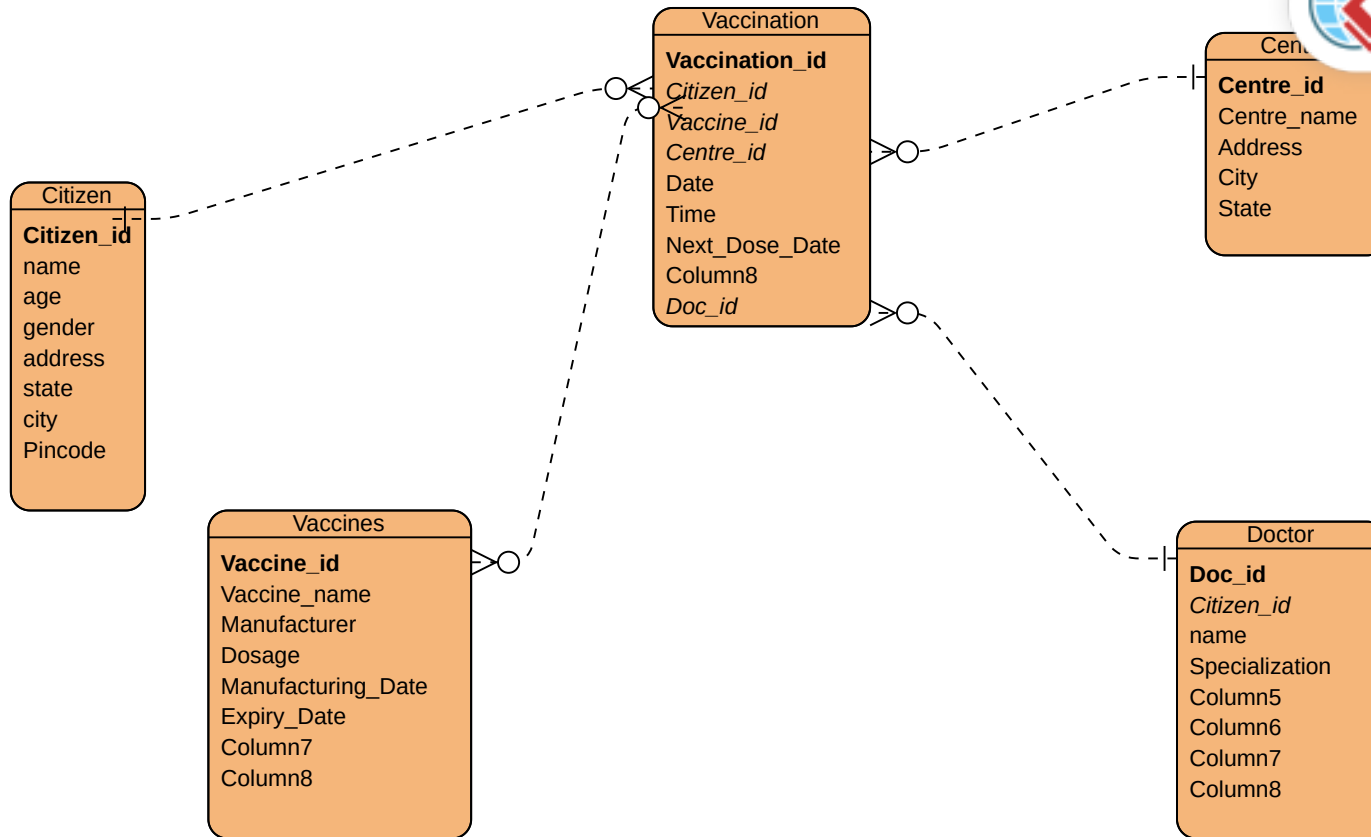 Vaccination
Vaccination_id
Citizen_id
Vaccine_id
Centre_id
Date
Time
Next_Dose_Date
Column8
Doc_id
Centre_id
Centre_name
Address
City
State
Citizen
Citizen_id
name
age
gender
address
state
city
Pincode
Vaccines
Vaccine_id
Vaccine_name
Manufacturer
Dosage
Manufacturing_Date
Expiry_Date
Column7
Column8
Doctor
Doc_id
Citizen_id
name
Specialization
Column5
Column6
Column7
Column8